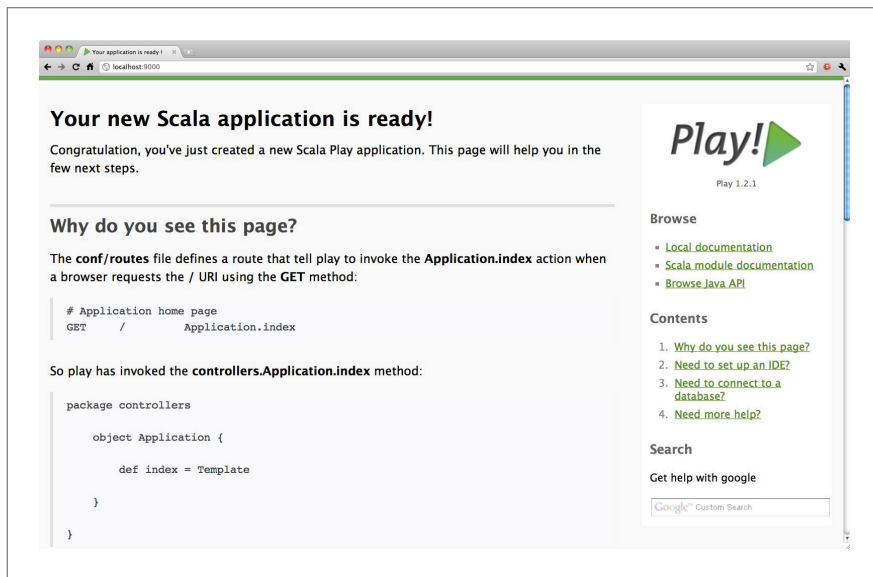 Your application is ready !
localhost:9000
Your new Scala application is ready!
Congratulation, you've just created a new Scala Play application. This page will help you in the
few next steps.
Why do you see this page?
The conf/routes file defines a route that tell play to invoke the Application.index action when
a browser requests the / URI using the GET method:
# Application home page
GET / Application.index
So play has invoked the controllers.Application.index method:
package controllers
object Application {
def index = Template
}
}
Play!
Play 1.2.1
Browse
Local documentation
Scala module documentation
Browse Java API
Contents
1. Why do you see this page?
2. Need to set up an IDE?
3. Need to connect to a
database?
4. Need more help?
Search
Get help with google
Google™ Custom Search